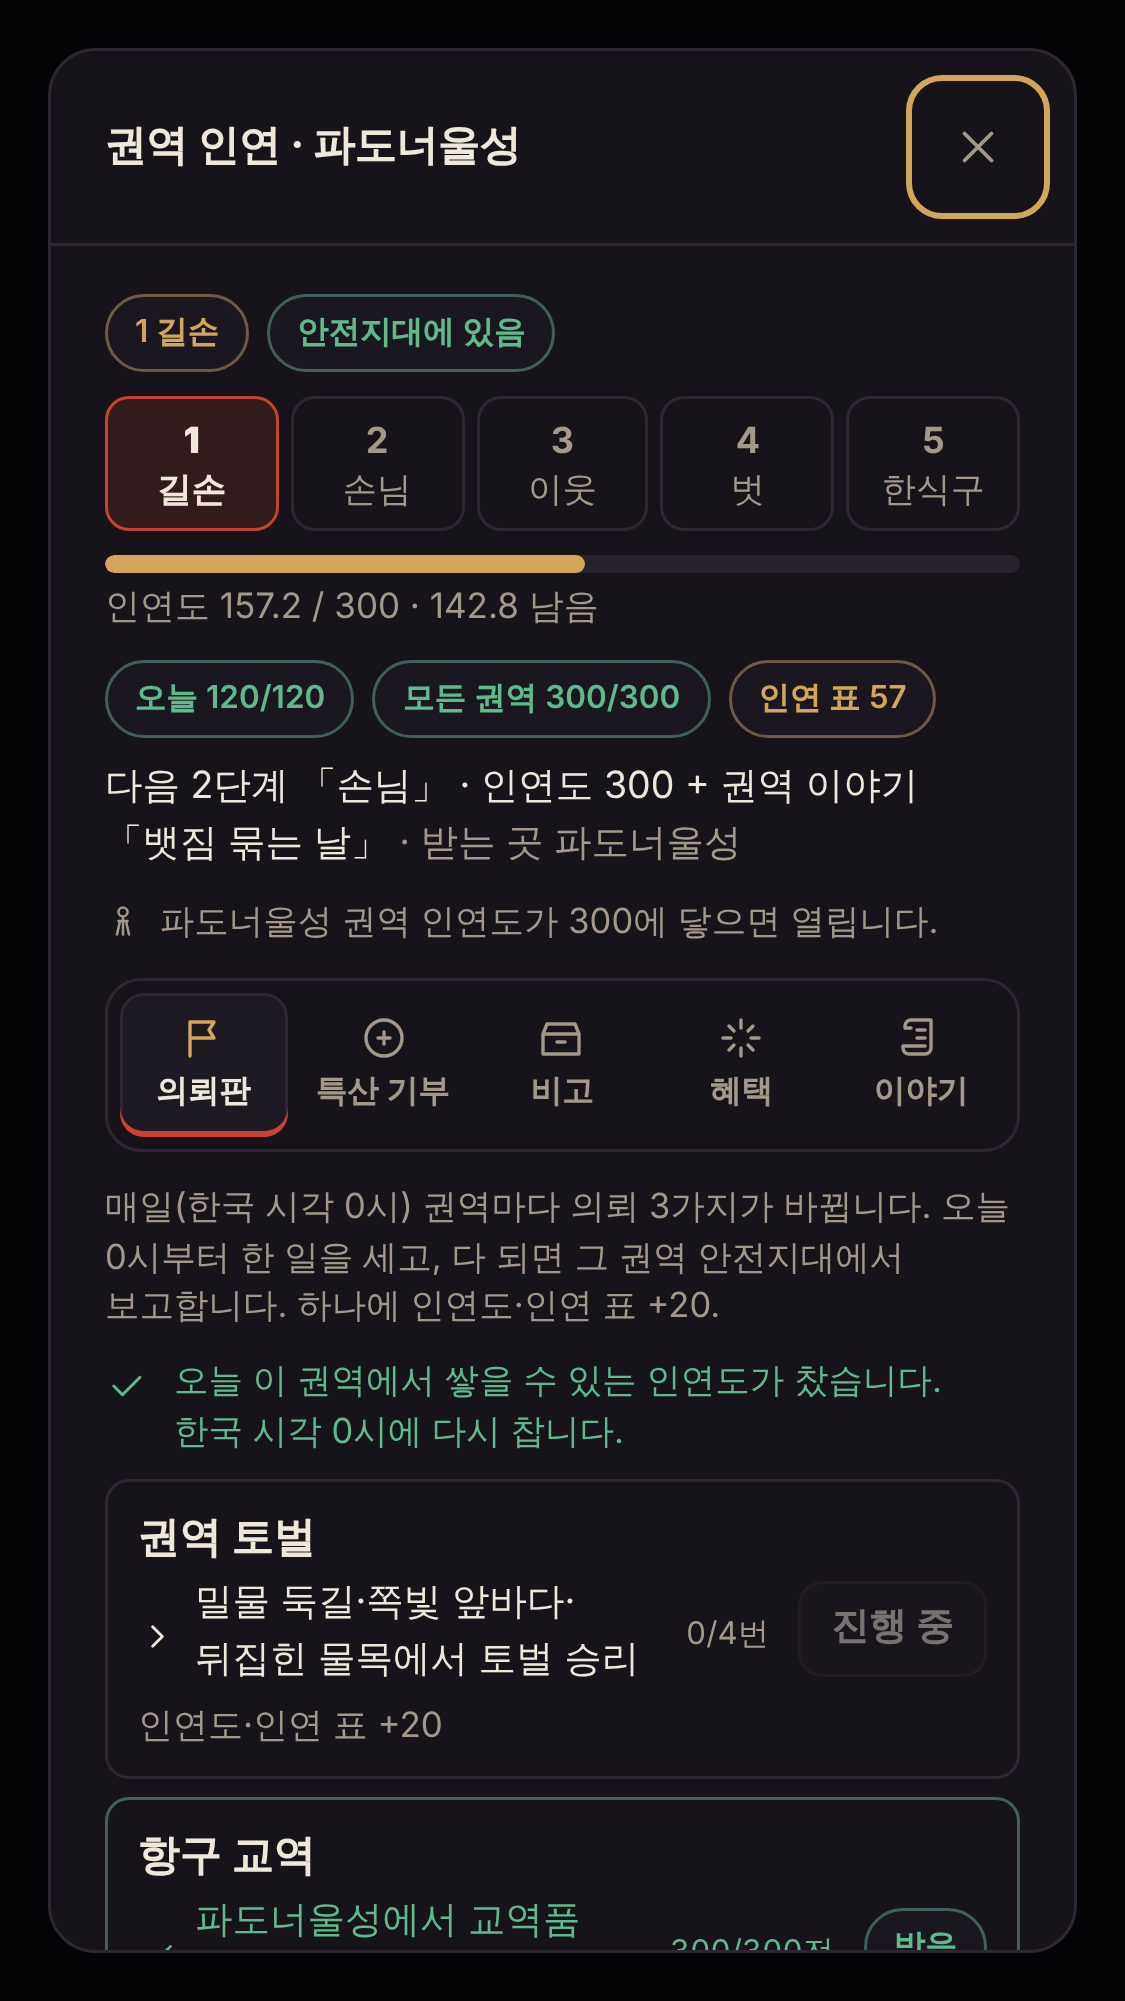 권역 인연 · 파도너울성
1 길손
안전지대에 있음
1
길손
2
손님
3
이웃
4
벗
5
한식구
인연도 157.2 / 300 · 142.8 남음
오늘 120/120
모든 권역 300/300
인연 표 57
다음 2단계 「손님」 · 인연도 300 + 권역 이야기
「뱃짐 묶는 날」 · 받는 곳 파도너울성
파도너울성 권역 인연도가 300에 닿으면 열립니다.
의뢰판
특산 기부
비고
혜택
이야기
매일(한국 시각 0시) 권역마다 의뢰 3가지가 바뀝니다. 오늘
0시부터 한 일을 세고, 다 되면 그 권역 안전지대에서
보고합니다. 하나에 인연도·인연 표 +20.
오늘 이 권역에서 쌓을 수 있는 인연도가 찼습니다.
한국 시각 0시에 다시 찹니다.
권역 토벌
밀물 둑길·쪽빛 앞바다·
뒤집힌 물목에서 토벌 승리
0/4번
진행 중
인연도·인연 표 +20
항구 교역
파도너울성에서 교역품
300/300전
받음